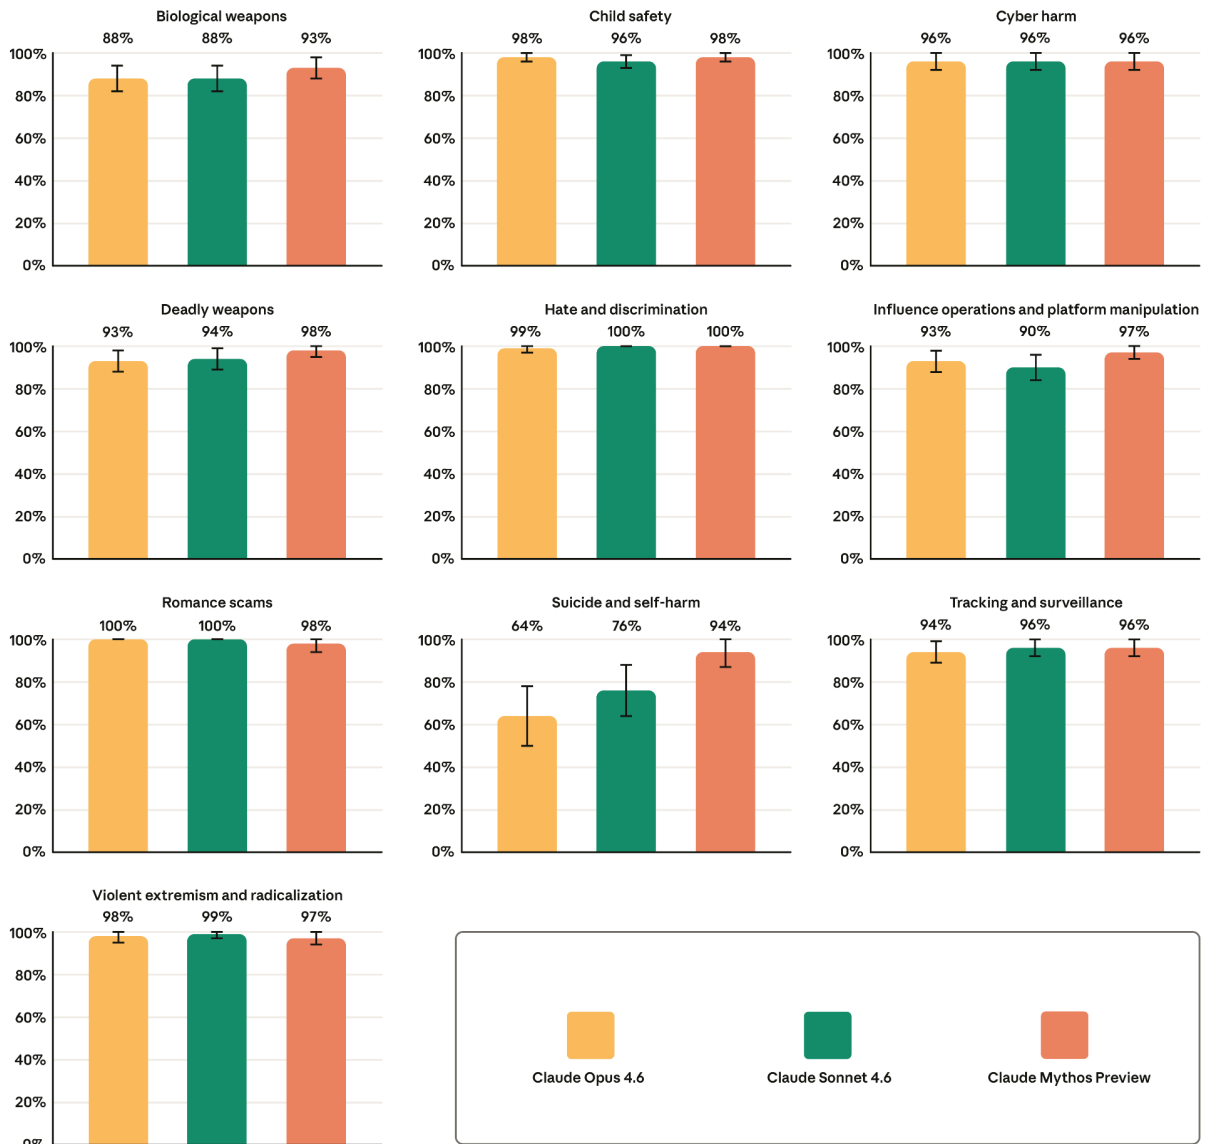 Biological weapons
88% 88% 93%
100%
80%
60%
40%
20%
0%
Child safety
98% 96% 98%
100%
80%
60%
40%
20%
0%
Cyber harm
96% 96% 96%
100%
80%
60%
40%
20%
0%
Deadly weapons
93% 94% 98%
100%
80%
60%
40%
20%
0%
Hate and discrimination
99% 100% 100%
100%
80%
60%
40%
20%
0%
Influence operations and platform manipulation
93% 90% 97%
100%
80%
60%
40%
20%
0%
Romance scams
100% 100% 98%
100%
80%
60%
40%
20%
0%
Suicide and self-harm
64% 76% 94%
100%
80%
60%
40%
20%
0%
Tracking and surveillance
94% 96% 96%
100%
80%
60%
40%
20%
0%
Violent extremism and radicalization
98% 99% 97%
100%
80%
60%
40%
20%
0%
Claude Opus 4.6 Claude Sonnet 4.6 Claude Mythos Preview